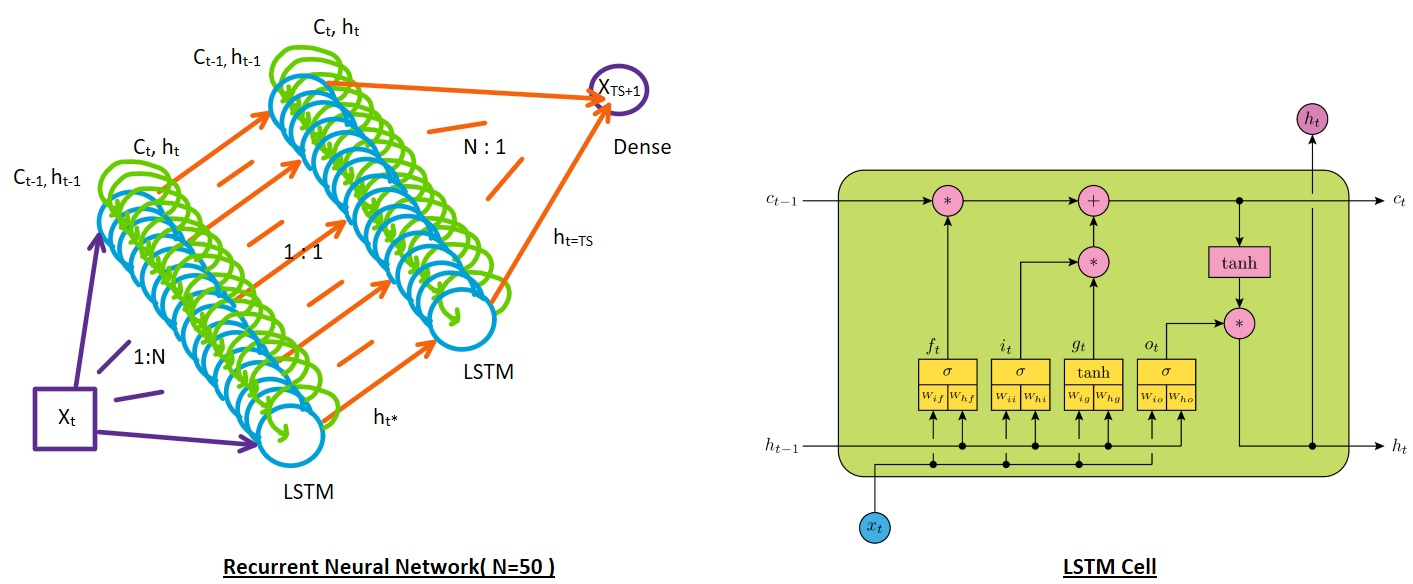 Cₜ, hₜ
Cₜ₋₁, hₜ₋₁
X_TS+1
Dense
N : 1
Cₜ, hₜ
Cₜ₋₁, hₜ₋₁
1 : 1
h_t=TS
1:N
Xₜ
LSTM
hₜ*
LSTM
Recurrent Neural Network( N=50 )
hₜ
cₜ₋₁
*
+
cₜ
*
tanh
*
fₜ
iₜ
gₜ
oₜ
σ
σ
tanh
σ
W_if W_hf
W_ii W_hi
W_ig W_hg
W_io W_ho
hₜ₋₁
hₜ
xₜ
LSTM Cell